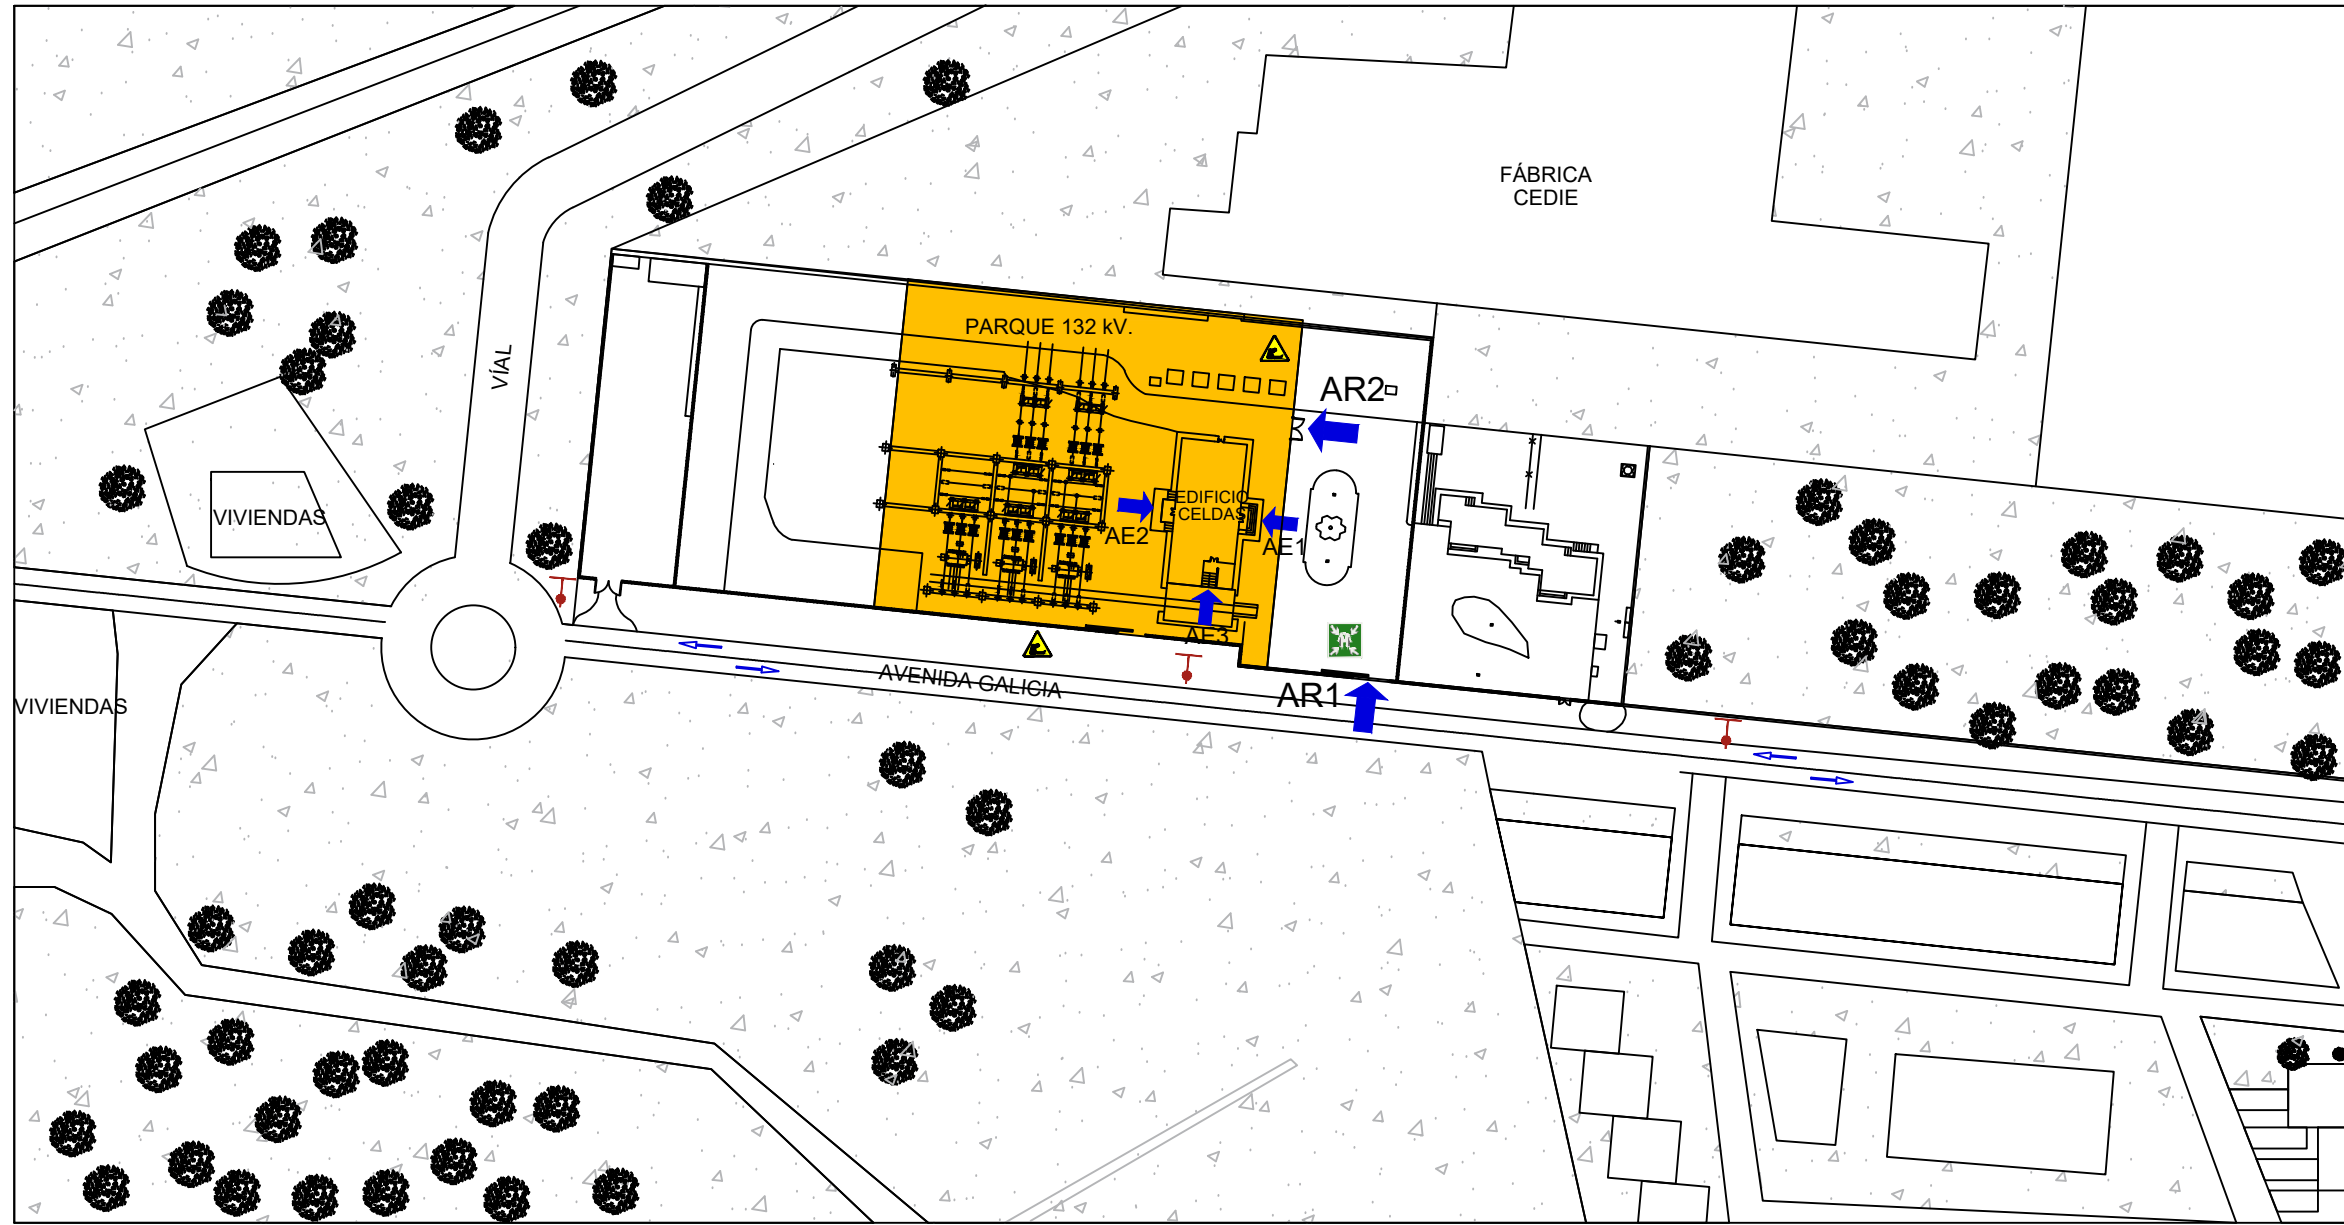 FÁBRICA
CEDIE
PARQUE 132 kV.
VÍAL
AR2
VIVIENDAS
EDIFICIO
CELDAS
AE2
AE1
AE3
AVENIDA GALICIA
AR1
VIVIENDAS